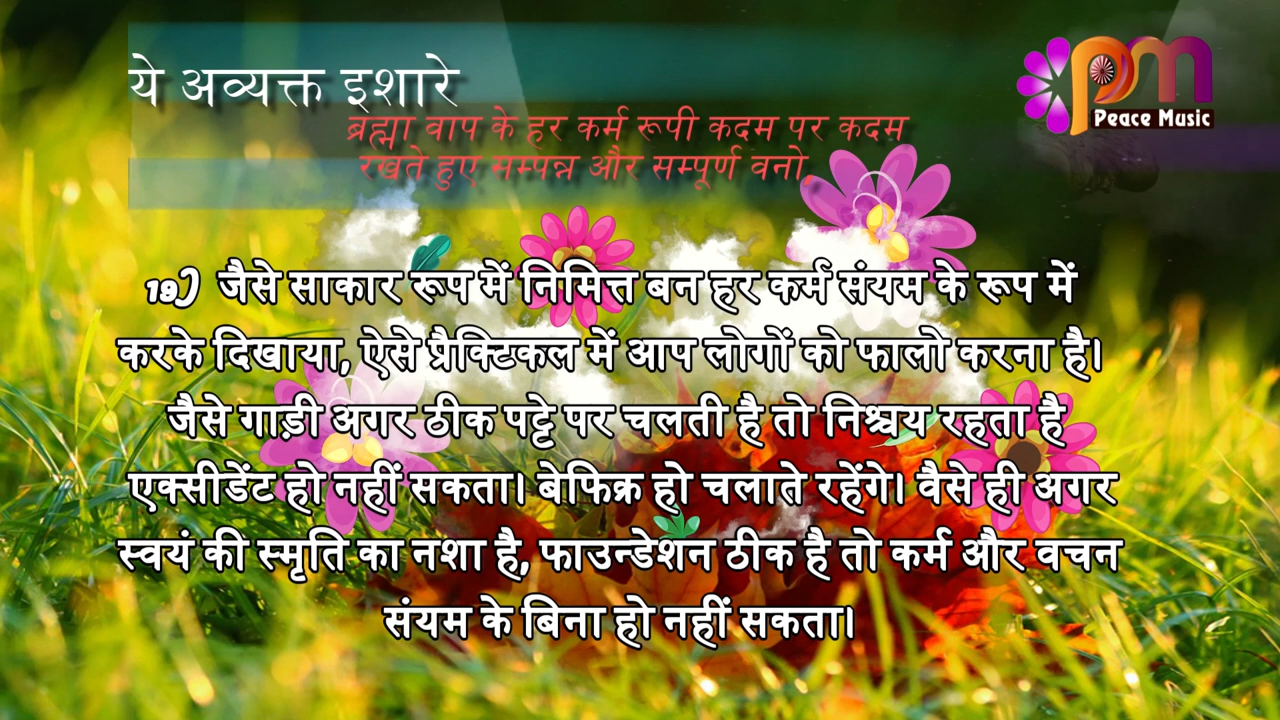 ये अव्यक्त इशारे
ब्रह्मा वाप के हर कर्म रूपी कदम पर कदम
रखते हुए सम्पन्न और सम्पूर्ण वनो,
pm
Peace Music
19) जैसे साकार रूप में निमित्त बन हर कर्म संयम के रूप में
करके दिखाया, ऐसे प्रैक्टिकल में आप लोगों को फालो करना है।
जैसे गाड़ी अगर ठीक पट्टे पर चलती है तो निश्चय रहता है
एक्सीडेंट हो नहीं सकता। बेफिक्र हो चलाते रहेंगे। वैसे ही अगर
स्वयं की स्मृति का नशा है, फाउन्डेशन ठीक है तो कर्म और वचन
संयम के बिना हो नहीं सकता।